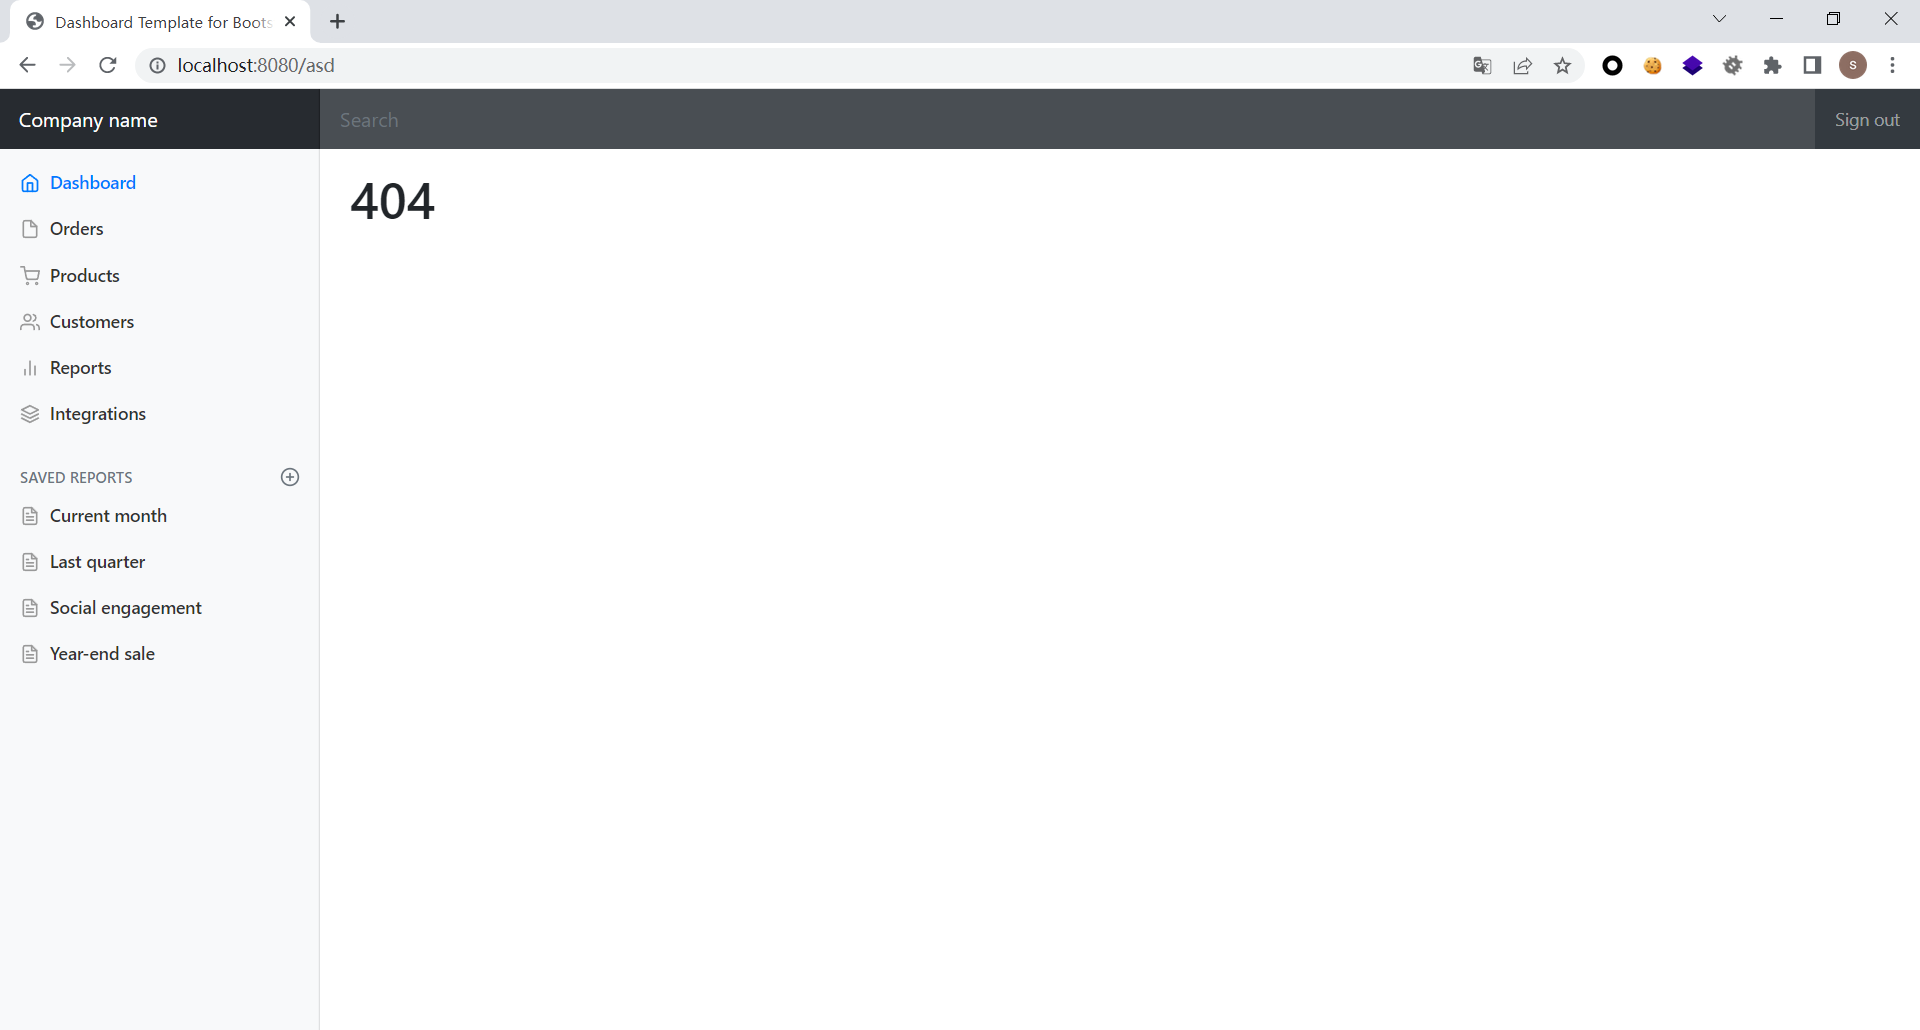 Dashboard Template for Boots
localhost:8080/asd
S
Company name
Search
Sign out
Dashboard
404
Orders
Products
Customers
Reports
Integrations
SAVED REPORTS
Current month
Last quarter
Social engagement
Year-end sale